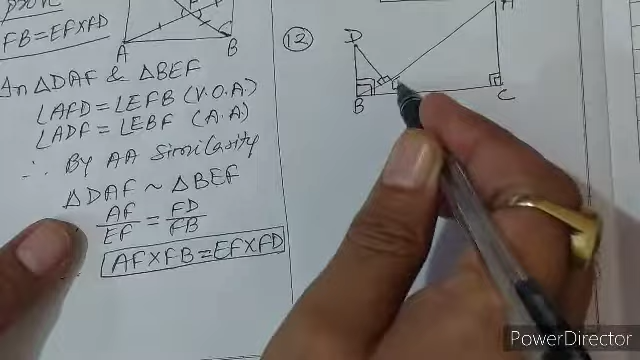 prove
FB=EF×FD
A
B
In ΔDAF & ΔBEF
∠AFD=∠EFB (V.O.A)
∠ADF=∠EBF (A.A)
∴ By AA Similarity
ΔDAF ~ ΔBEF
AF/EF = FD/FB
AF×FB=EF×FD
12
D
A
B
C
PowerDirector